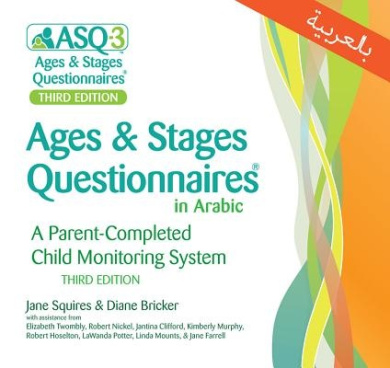 ASQ-3
Ages & Stages
Questionnaires®
THIRD EDITION
بلعربية
Ages & Stages
Questionnaires®
in Arabic
A Parent-Completed
Child Monitoring System
THIRD EDITION
Jane Squires & Diane Bricker
with assistance from
Elizabeth Twombly, Robert Nickel, Jantina Clifford, Kimberly Murphy,
Robert Hoselton, LaWanda Potter, Linda Mounts, & Jane Farrell